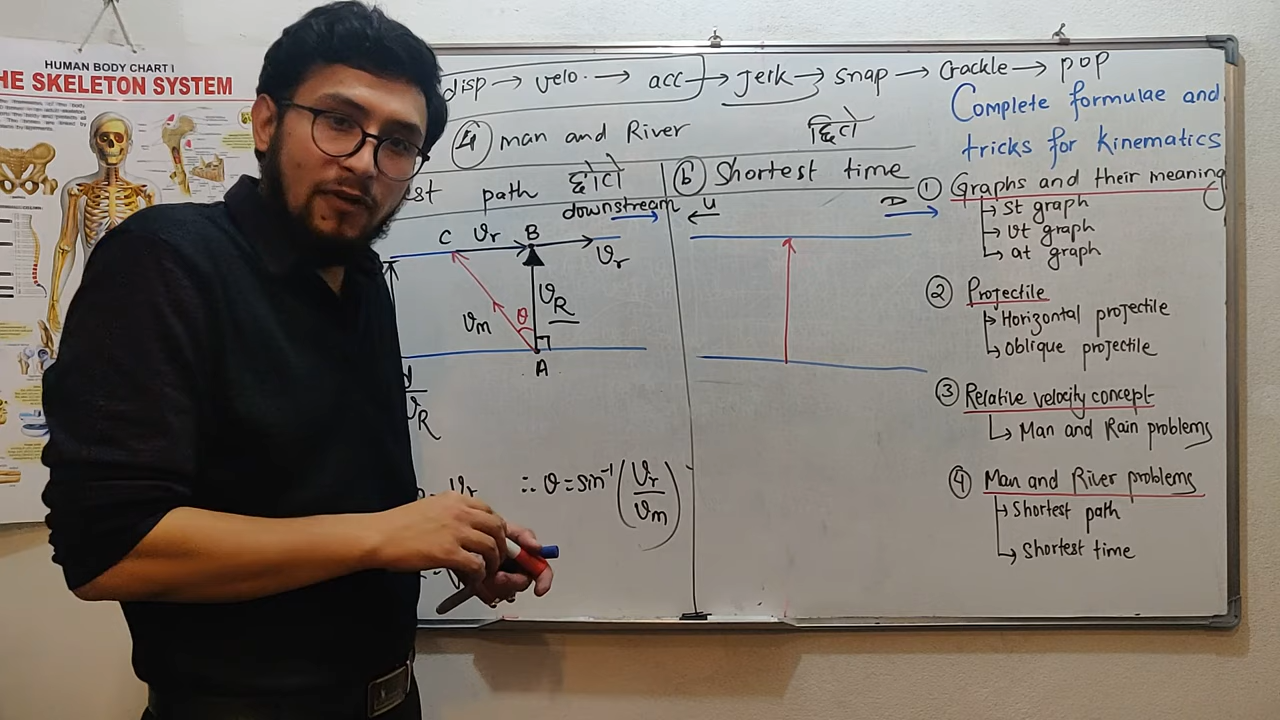 HUMAN BODY CHART I
HE SKELETON SYSTEM
disp → velo. → acc → Jerk → snap → Crackle → pop
④ man and River
छिटो
st path
छोटो
ⓑ Shortest time
downstream
U
D
C
Vr
B
Vr
VR
Vm
θ
A
d
VR
∴ θ = sin⁻¹ (Vr/Vm)
Complete formulae and
tricks for Kinematics
① Graphs and their meaning
st graph
vt graph
at graph
② Projectile
Horizontal projectile
Oblique projectile
③ Relative velocity concept
Man and Rain problems
④ Man and River problems
Shortest path
Shortest time